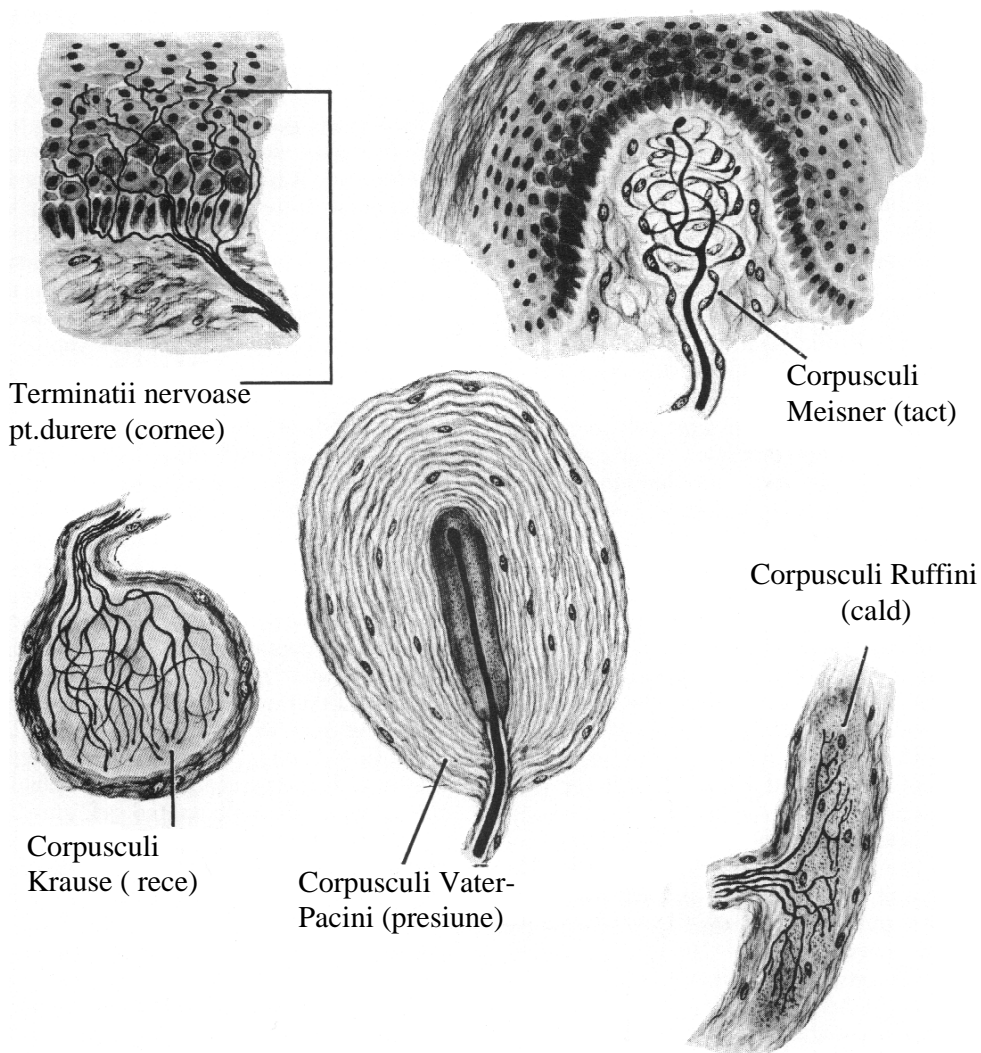 Terminatii nervoase
pt.durere (cornee)
Corpusculi
Meisner (tact)
Corpusculi Ruffini
(cald)
Corpusculi
Krause ( rece)
Corpusculi Vater-
Pacini (presiune)